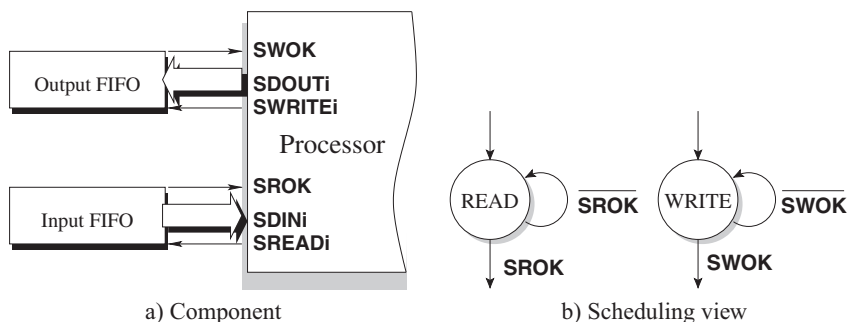 SWOK
Output FIFO
SDOUTi
SWRITEi
Processor
SROK
Input FIFO
SDINi
SREADi
READ
SROK
WRITE
SWOK
SROK
SWOK
a) Component
b) Scheduling view